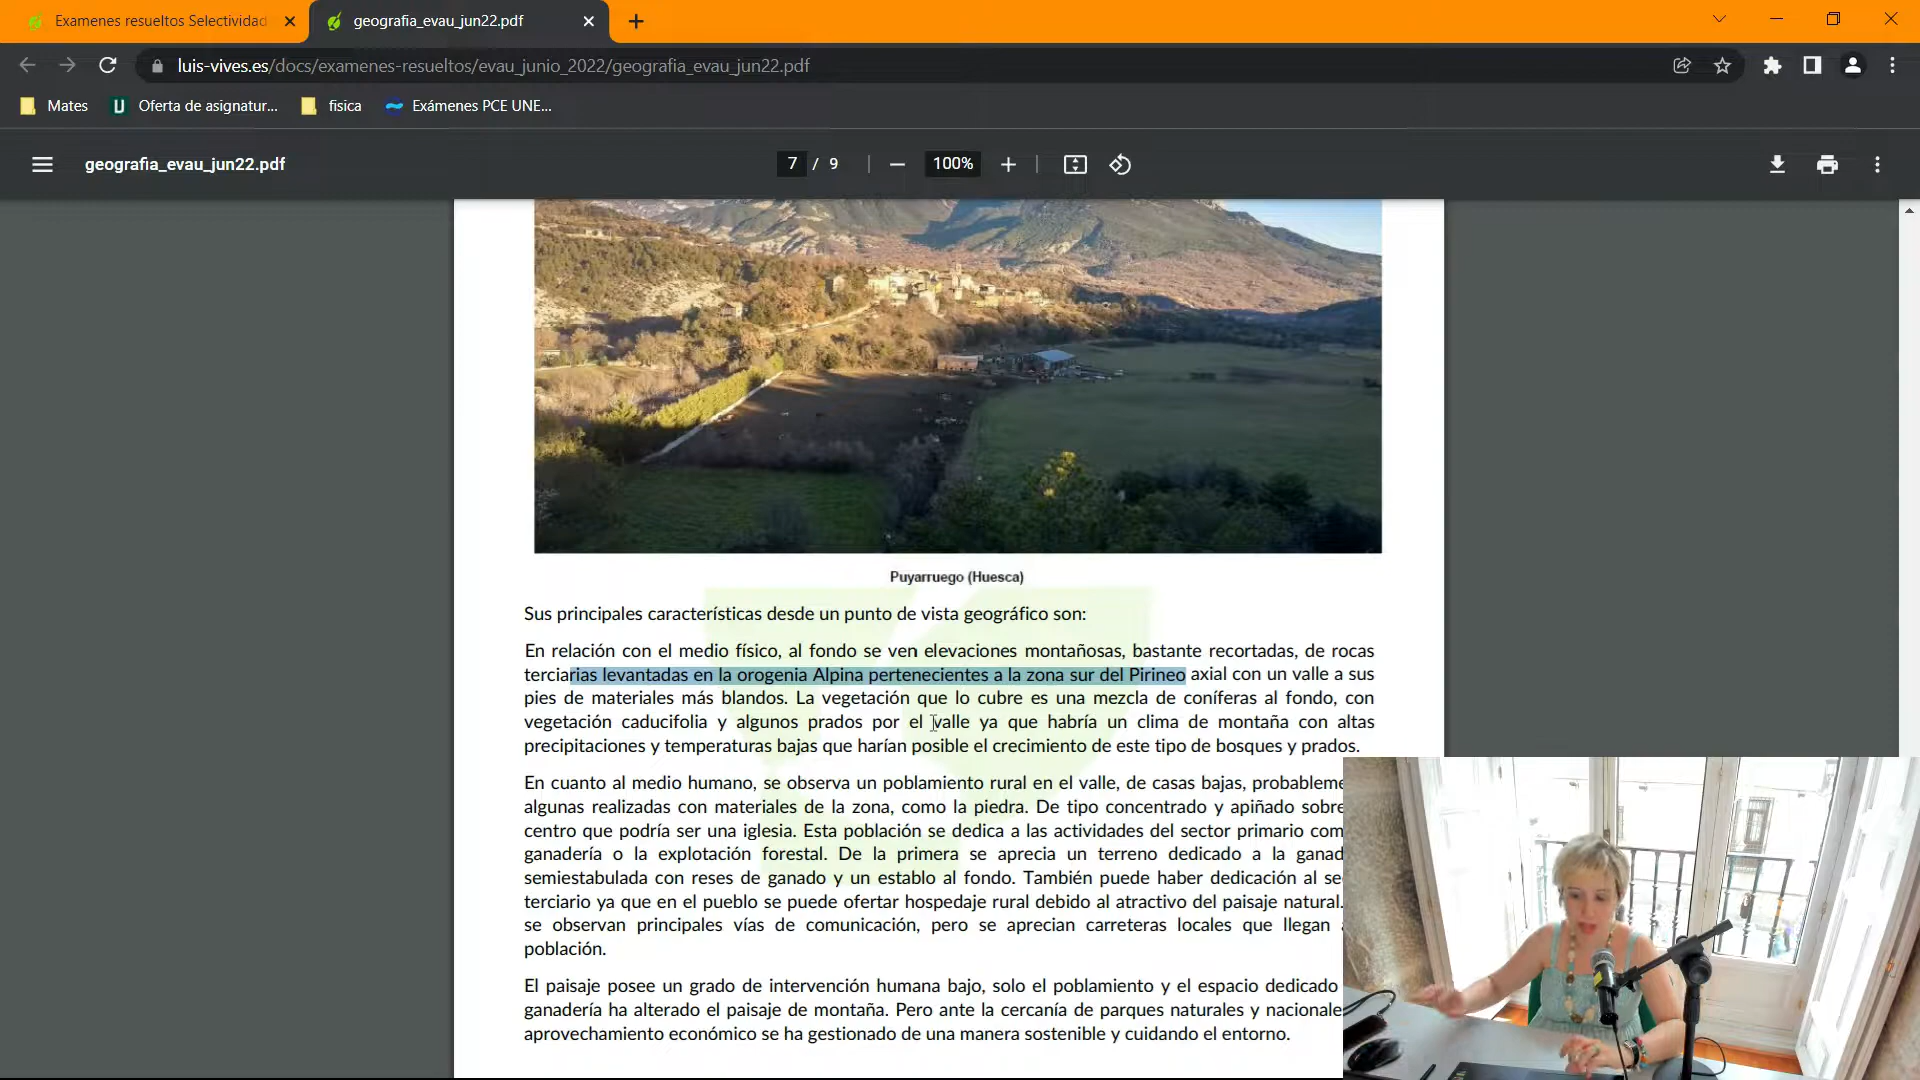 Examenes resueltos Selectividad
geografia_evau_jun22.pdf
luis-vives.es/docs/examenes-resueltos/evau_junio_2022/geografia_evau_jun22.pdf
Mates
Oferta de asignatur...
fisica
Exámenes PCE UNE...
geografia_evau_jun22.pdf
7 / 9
100%
Puyarruego (Huesca)
Sus principales características desde un punto de vista geográfico son:
En relación con el medio físico, al fondo se ven elevaciones montañosas, bastante recortadas, de rocas
terciarias levantadas en la orogenia Alpina pertenecientes a la zona sur del Pirineo axial con un valle a sus
pies de materiales más blandos. La vegetación que lo cubre es una mezcla de coníferas al fondo, con
vegetación caducifolia y algunos prados por el valle ya que habría un clima de montaña con altas
precipitaciones y temperaturas bajas que harían posible el crecimiento de este tipo de bosques y prados.
En cuanto al medio humano, se observa un poblamiento rural en el valle, de casas bajas, probableme
algunas realizadas con materiales de la zona, como la piedra. De tipo concentrado y apiñado sobre
centro que podría ser una iglesia. Esta población se dedica a las actividades del sector primario com
ganadería o la explotación forestal. De la primera se aprecia un terreno dedicado a la ganad
semiestabulada con reses de ganado y un establo al fondo. También puede haber dedicación al se
terciario ya que en el pueblo se puede ofertar hospedaje rural debido al atractivo del paisaje natural.
se observan principales vías de comunicación, pero se aprecian carreteras locales que llegan
población.
El paisaje posee un grado de intervención humana bajo, solo el poblamiento y el espacio dedicado
ganadería ha alterado el paisaje de montaña. Pero ante la cercanía de parques naturales y nacionale
aprovechamiento económico se ha gestionado de una manera sostenible y cuidando el entorno.